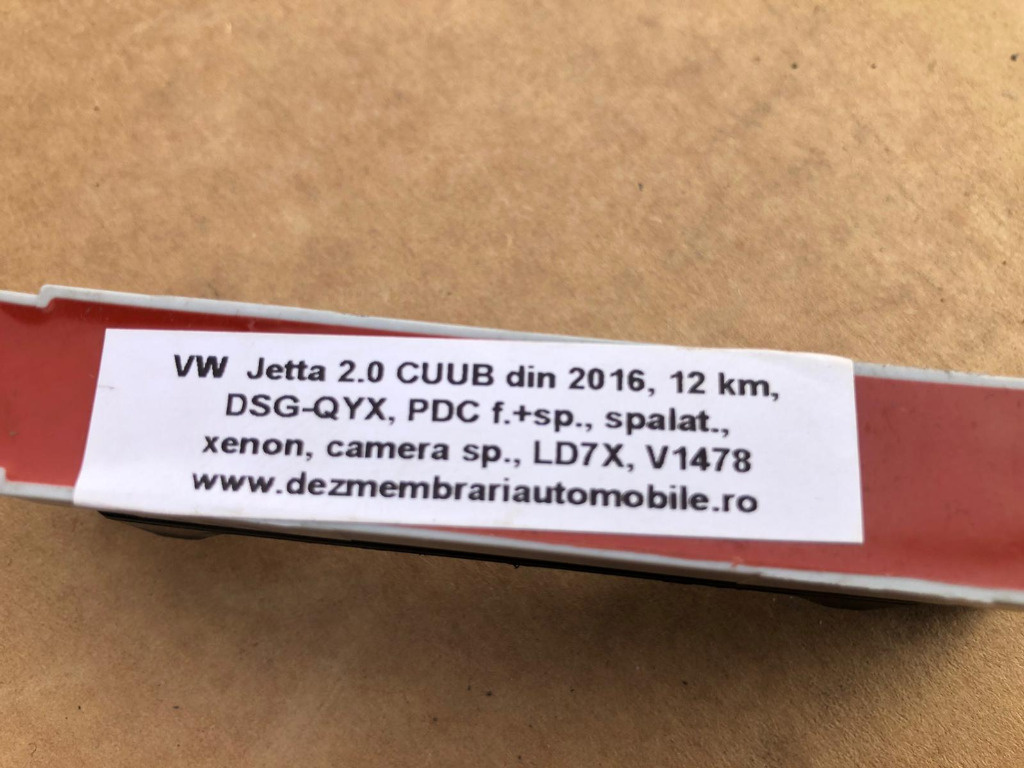 VW Jetta 2.0 CUUB din 2016, 12 km,
DSG-QYX, PDC f.+sp., spalat.,
xenon, camera sp., LD7X, V1478
www.dezmembrariautomobile.ro